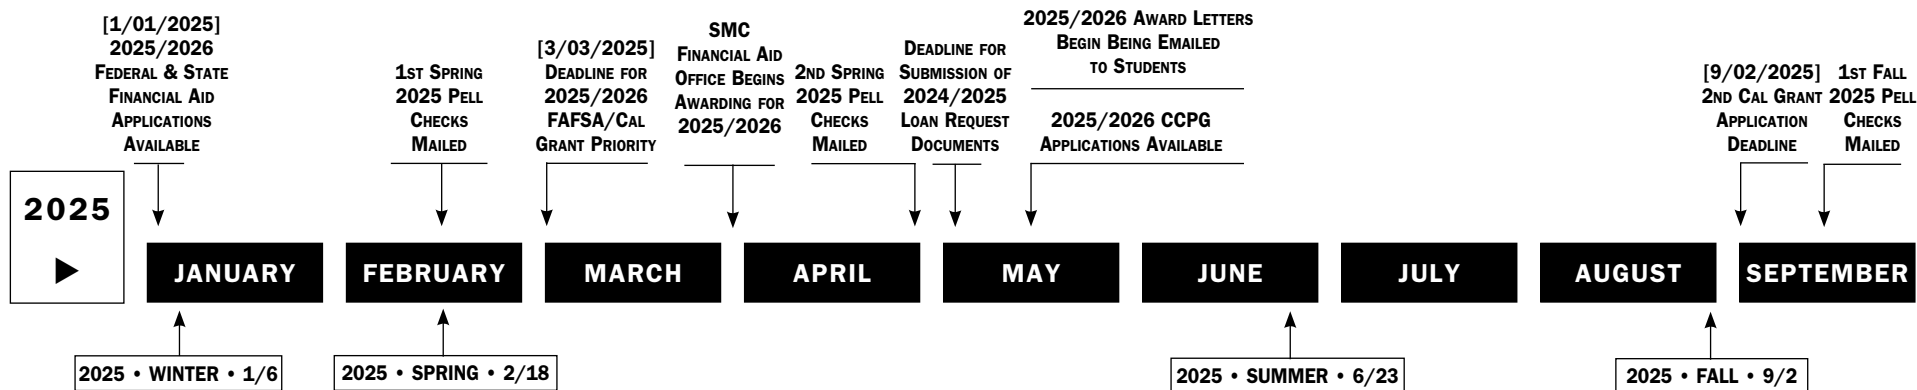 [1/01/2025]
2025/2026
Federal & State
Financial Aid
Applications
Available
1st Spring
2025 Pell
Checks
Mailed
[3/03/2025]
Deadline for
2025/2026
FAFSA/Cal
Grant Priority
SMC
Financial Aid
Office Begins
Awarding for
2025/2026
2nd Spring
2025 Pell
Checks
Mailed
Deadline for
Submission of
2024/2025
Loan Request
Documents
2025/2026 Award Letters
Begin Being Emailed
to Students
2025/2026 CCPG
Applications Available
[9/02/2025]
2nd Cal Grant
Application
Deadline
1st Fall
2025 Pell
Checks
Mailed
2025
JANUARY
FEBRUARY
MARCH
APRIL
MAY
JUNE
JULY
AUGUST
SEPTEMBER
2025 • WINTER • 1/6
2025 • SPRING • 2/18
2025 • SUMMER • 6/23
2025 • FALL • 9/2